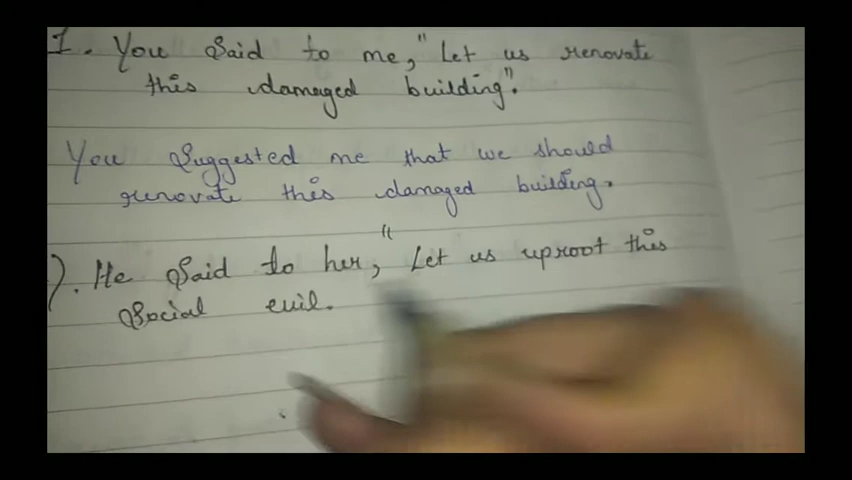 1. You Said to me, "Let us renovate
this damaged building".
You Suggested me that we should
renovate this damaged building.
). He Said to her, "Let us uproot this
Social evil.